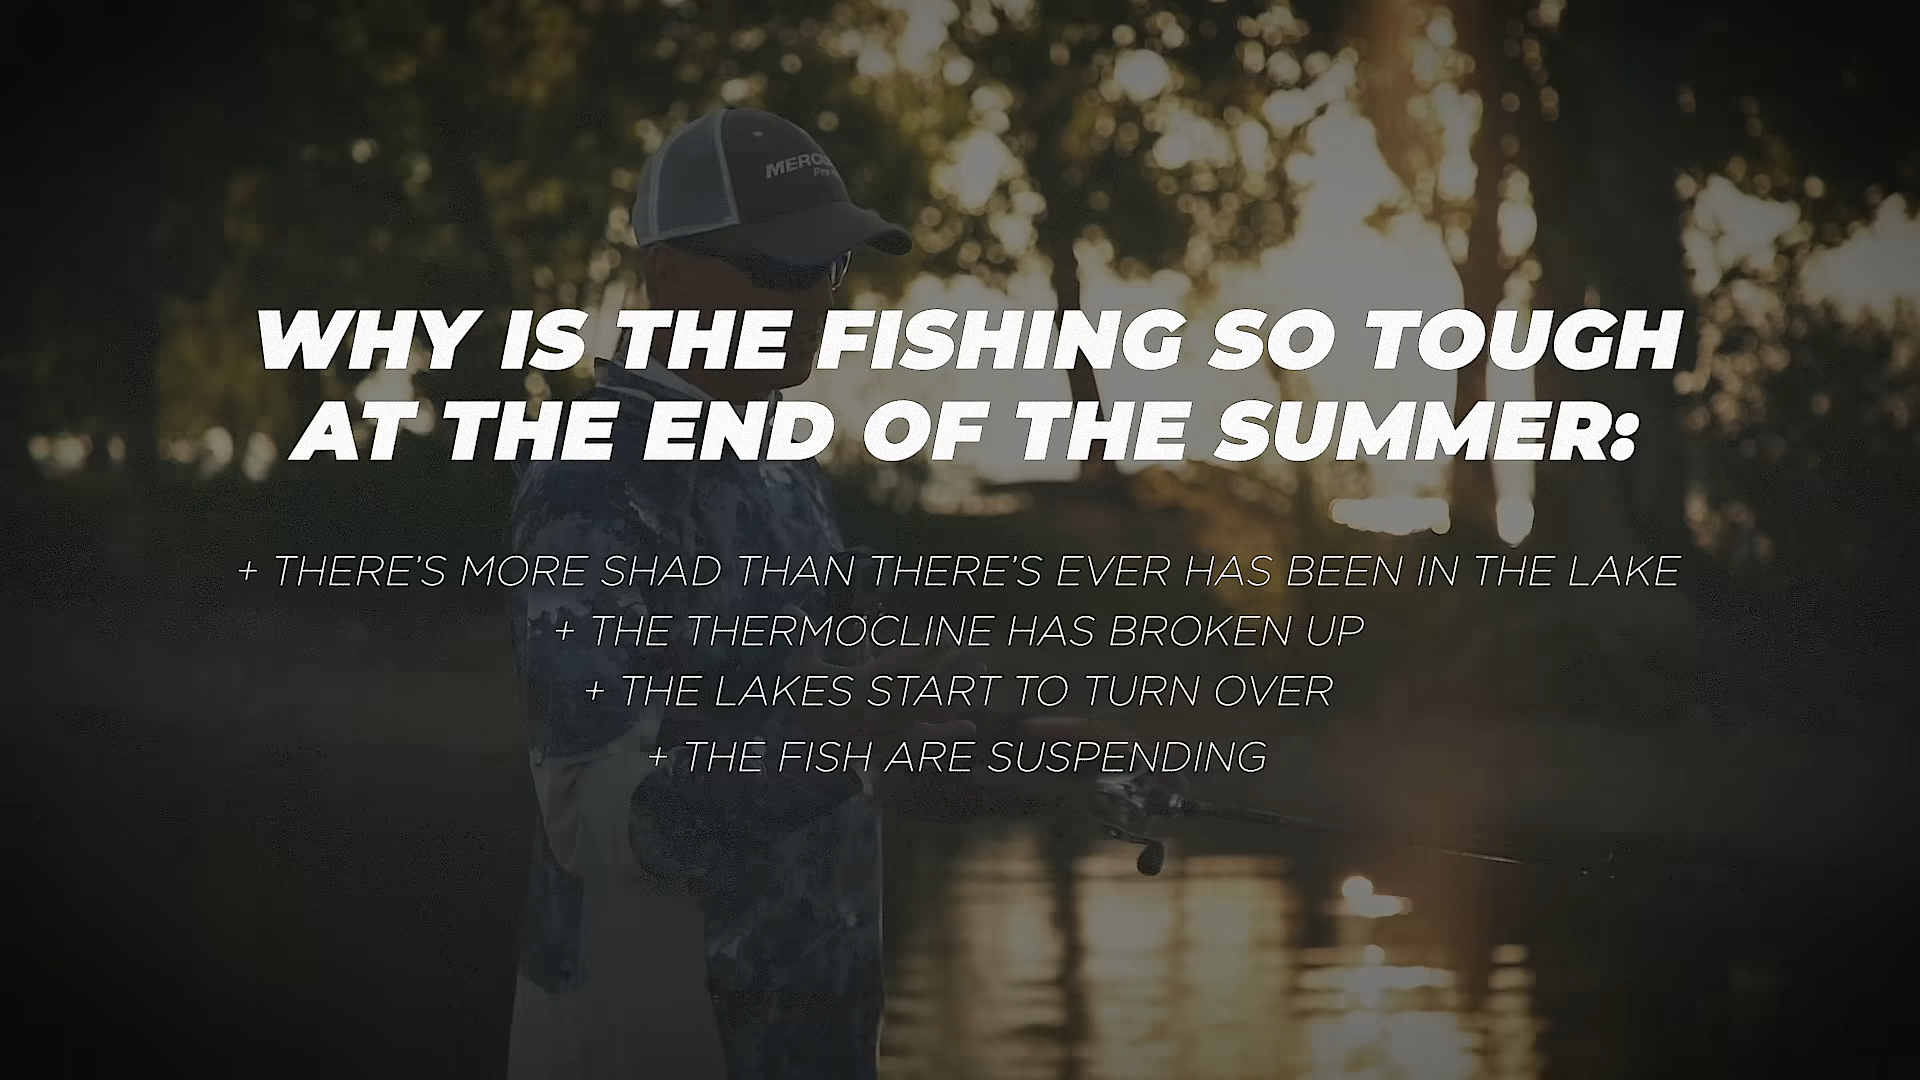 WHY IS THE FISHING SO TOUGH
AT THE END OF THE SUMMER:
+ THERE'S MORE SHAD THAN THERE'S EVER HAS BEEN IN THE LAKE
+ THE THERMOCLINE HAS BROKEN UP
+ THE LAKES START TO TURN OVER
+ THE FISH ARE SUSPENDING